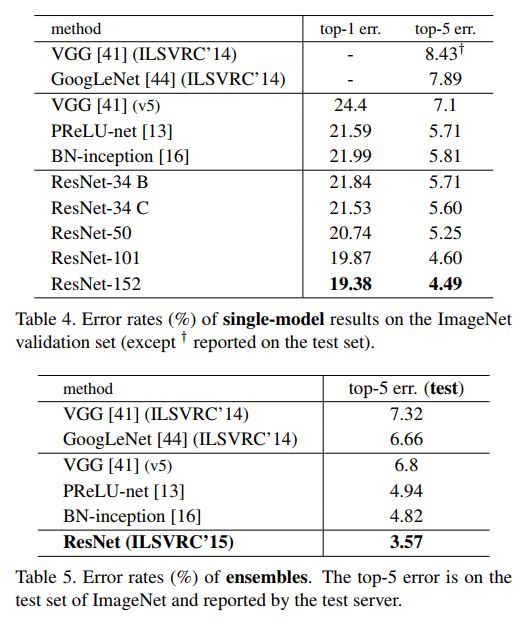 method top-1 err. top-5 err.
VGG [41] (ILSVRC’14) - 8.43†
GoogLeNet [44] (ILSVRC’14) - 7.89
VGG [41] (v5) 24.4 7.1
PReLU-net [13] 21.59 5.71
BN-inception [16] 21.99 5.81
ResNet-34 B 21.84 5.71
ResNet-34 C 21.53 5.60
ResNet-50 20.74 5.25
ResNet-101 19.87 4.60
ResNet-152 19.38 4.49
Table 4. Error rates (%) of single-model results on the ImageNet
validation set (except † reported on the test set).
method top-5 err. (test)
VGG [41] (ILSVRC’14) 7.32
GoogLeNet [44] (ILSVRC’14) 6.66
VGG [41] (v5) 6.8
PReLU-net [13] 4.94
BN-inception [16] 4.82
ResNet (ILSVRC’15) 3.57
Table 5. Error rates (%) of ensembles. The top-5 error is on the
test set of ImageNet and reported by the test server.